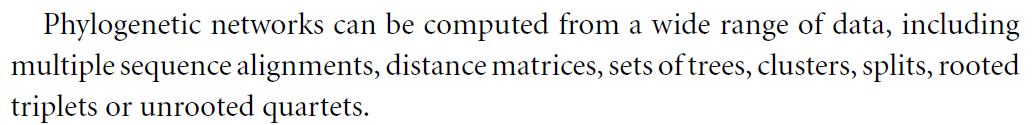 Phylogenetic networks can be computed from a wide range of data, including
multiple sequence alignments, distance matrices, sets of trees, clusters, splits, rooted
triplets or unrooted quartets.